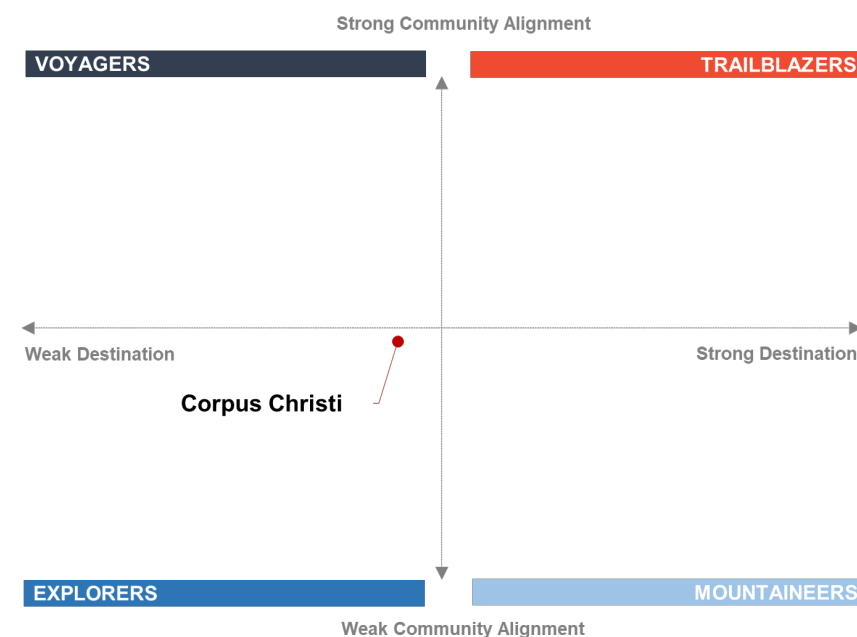 Strong Community Alignment
VOYAGERS
TRAILBLAZERS
Weak Destination
Strong Destination
Corpus Christi
EXPLORERS
MOUNTAINEERS
Weak Community Alignment